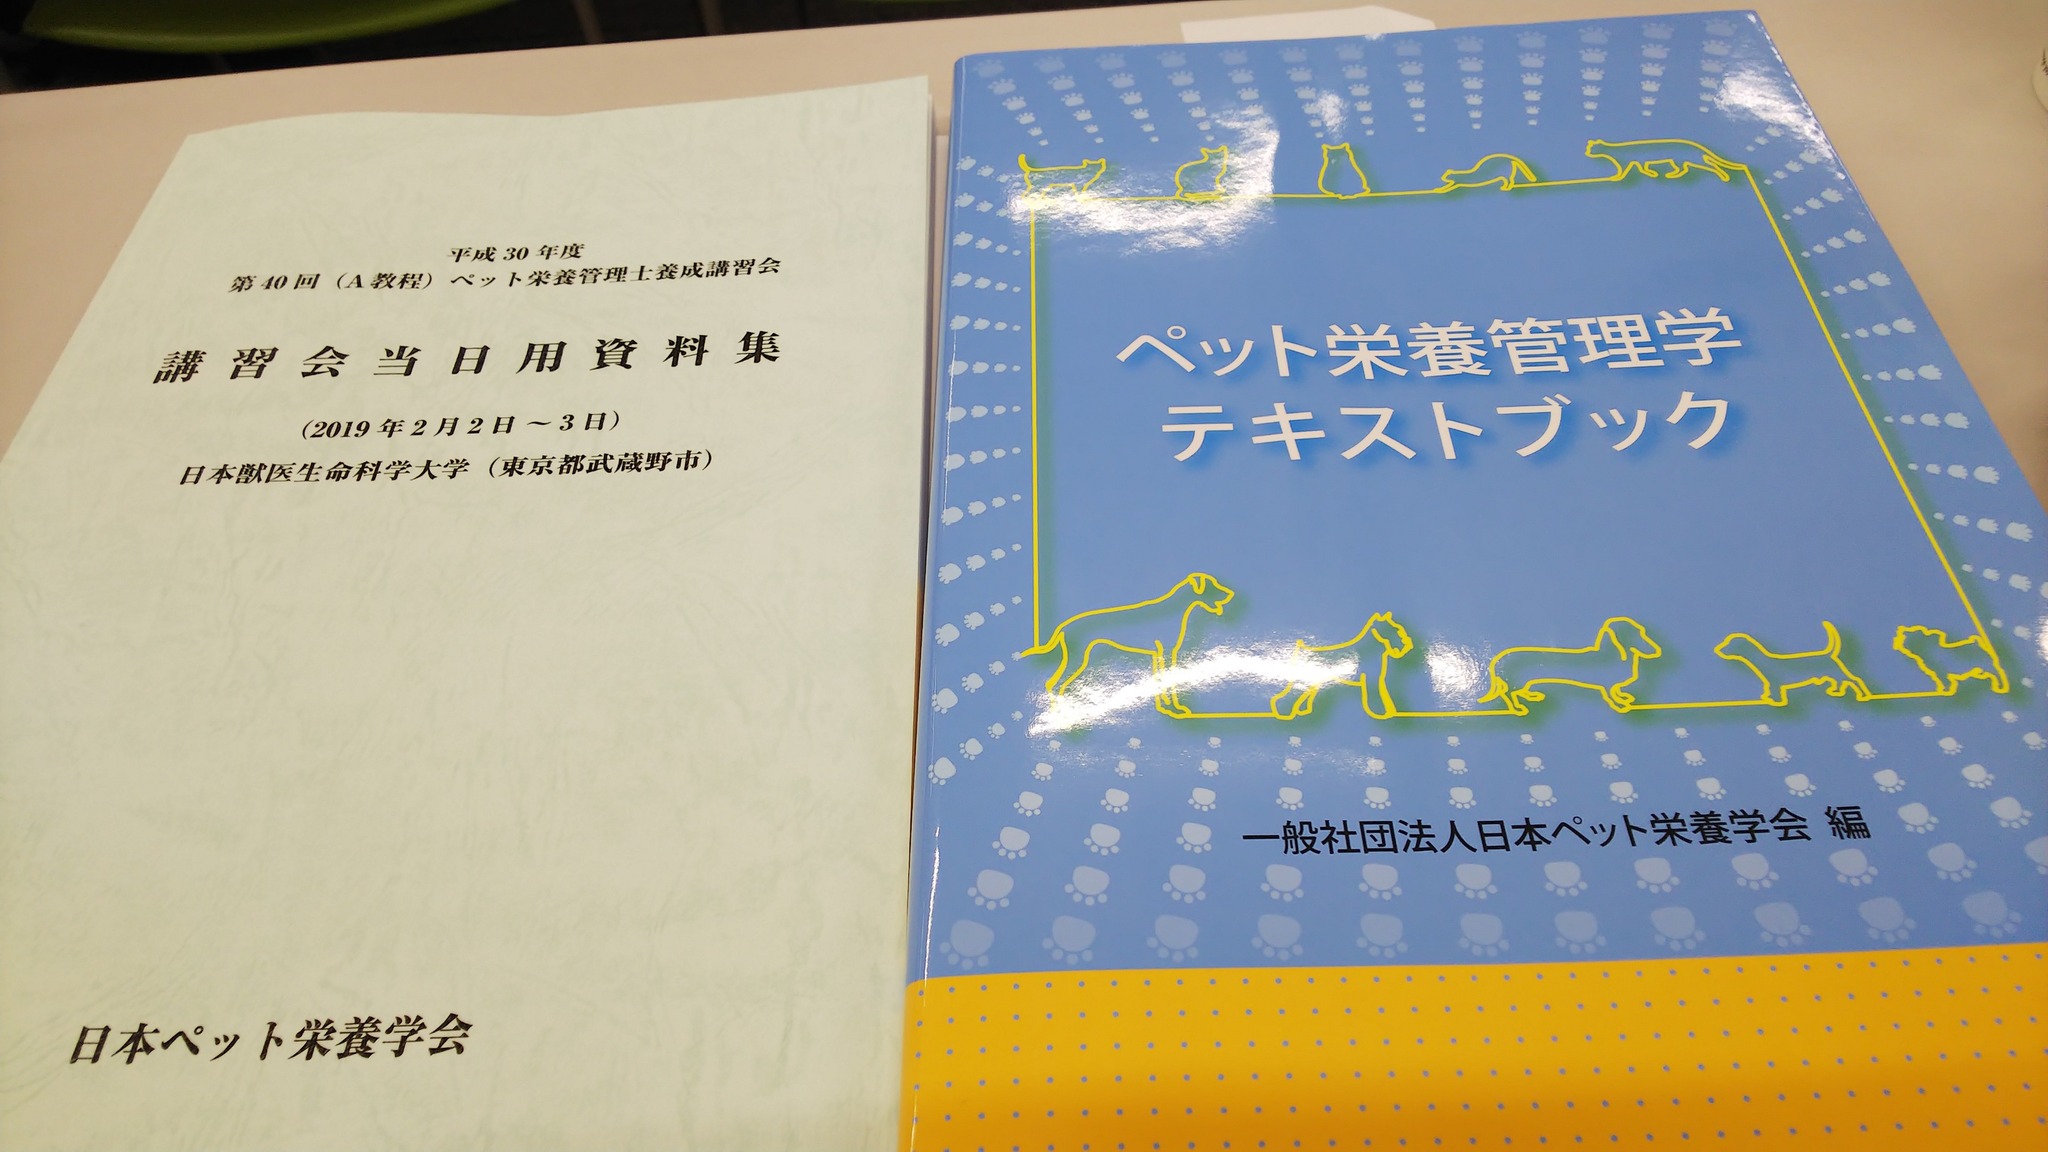 平成30年度
第40回（A教程）ペット栄養管理士養成講習会
講習会当日用資料集
（2019年2月2日～3日）
日本獣医生命科学大学（東京都武蔵野市）
日本ペット栄養学会
ペット栄養管理学
テキストブック
一般社団法人日本ペット栄養学会 編